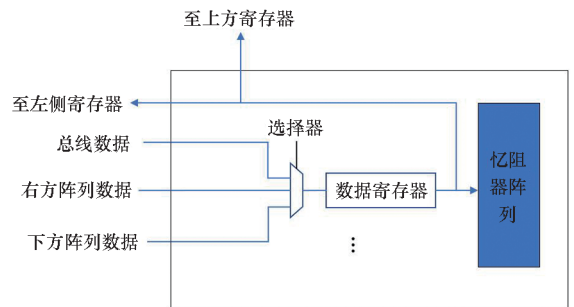 至上方寄存器
至左侧寄存器
总线数据
选择器
右方阵列数据
数据寄存器
忆阻
器阵
列
下方阵列数据